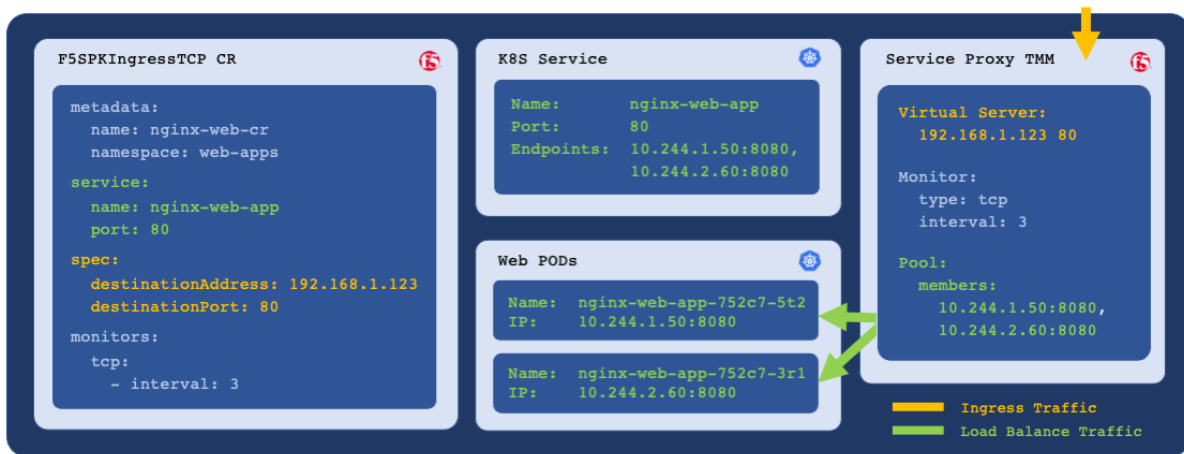 F5SPKIngressTCP CR
f5
metadata:
name: nginx-web-cr
namespace: web-apps
service:
name: nginx-web-app
port: 80
spec:
destinationAddress: 192.168.1.123
destinationPort: 80
monitors:
tcp:
- interval: 3
K8S Service
Name: nginx-web-app
Port: 80
Endpoints: 10.244.1.50:8080,
10.244.2.60:8080
Web PODs
Name: nginx-web-app-752c7-5t2
IP: 10.244.1.50:8080
Name: nginx-web-app-752c7-3r1
IP: 10.244.2.60:8080
Service Proxy TMM
f5
Virtual Server:
192.168.1.123 80
Monitor:
type: tcp
interval: 3
Pool:
members:
10.244.1.50:8080,
10.244.2.60:8080
Ingress Traffic
Load Balance Traffic